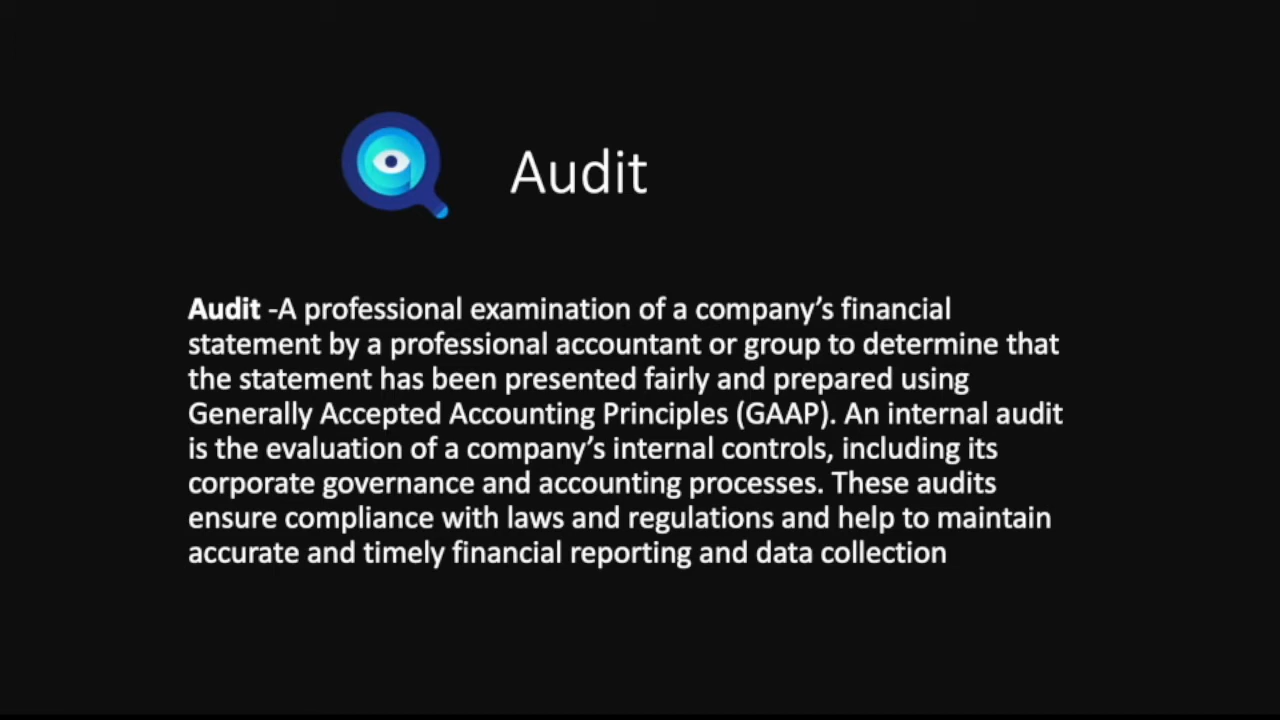 Audit
Audit -A professional examination of a company’s financial
statement by a professional accountant or group to determine that
the statement has been presented fairly and prepared using
Generally Accepted Accounting Principles (GAAP). An internal audit
is the evaluation of a company’s internal controls, including its
corporate governance and accounting processes. These audits
ensure compliance with laws and regulations and help to maintain
accurate and timely financial reporting and data collection